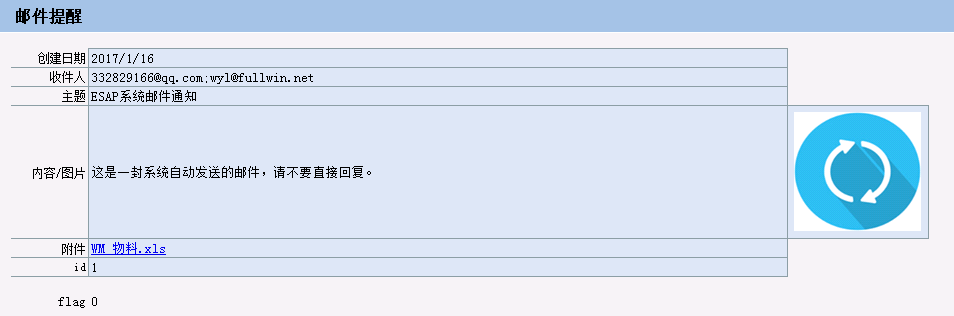 邮件提醒
创建日期 2017/1/16
收件人 332829166@qq.com;wyl@fullwin.net
主题 ESAP系统邮件通知
内容/图片 这是一封系统自动发送的邮件，请不要直接回复。
附件 WM 物料.xls
id 1
flag 0